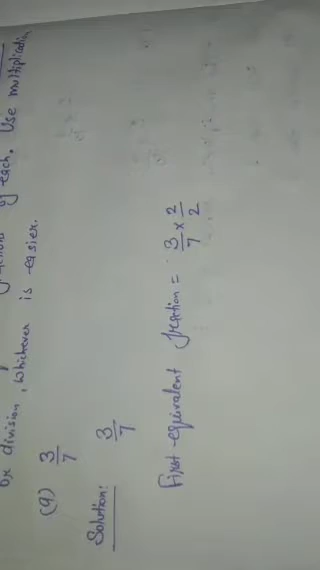 of each. Use multiplication
or division, whichever is easier.
(a) 3/7
Solution: 3/7
First equivalent fraction = 3/7 × 2/2